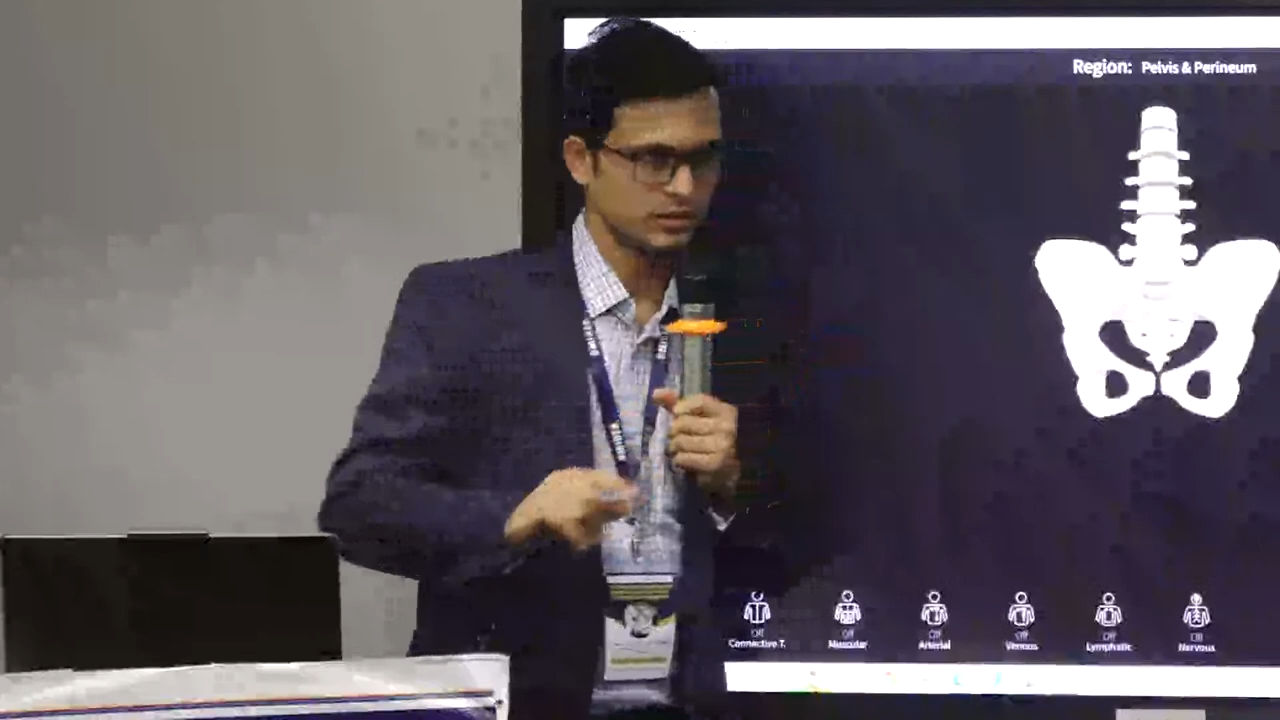 Region: Pelvis & Perineum
Off Off Off Off Off Off
Connective T. Muscular Arterial Venous Lymphatic Nervous